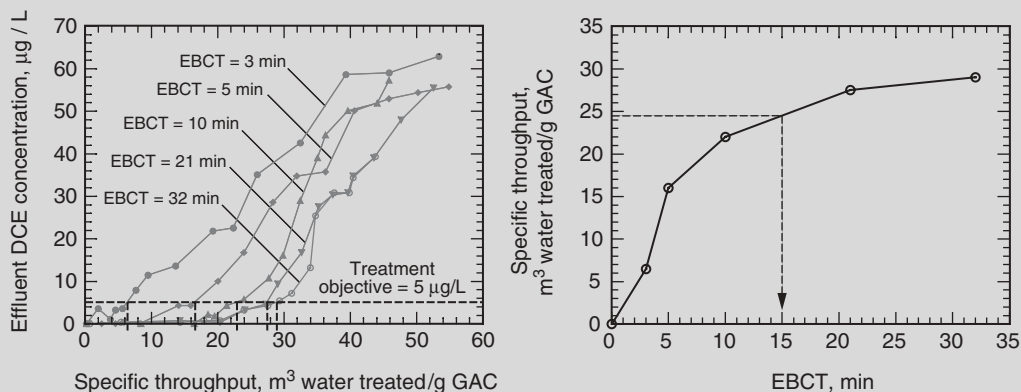 70
60
50
40
30
20
10
0
Effluent DCE concentration, μg / L
EBCT = 3 min
EBCT = 5 min
EBCT = 10 min
EBCT = 21 min
EBCT = 32 min
Treatment
objective = 5 μg/L
0 10 20 30 40 50 60
Specific throughput, m³ water treated/g GAC
35
30
25
20
15
10
5
0
Specific throughput,
m³ water treated/g GAC
0 5 10 15 20 25 30 35
EBCT, min